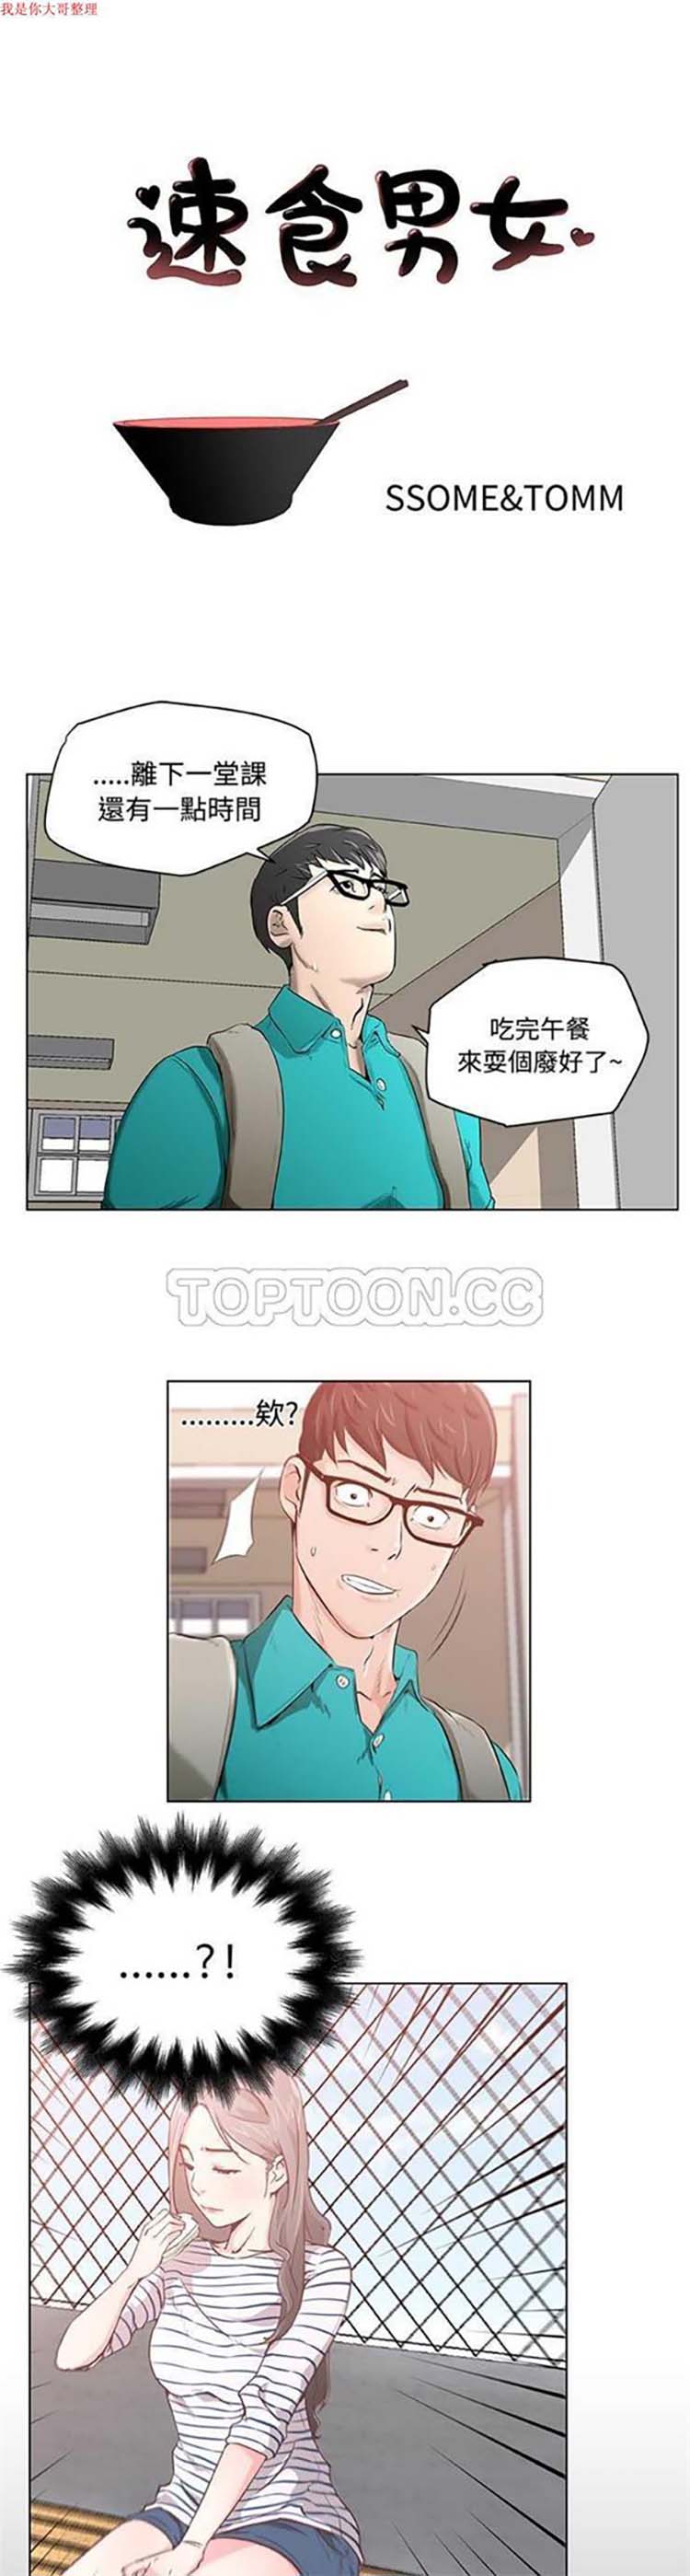 我是你大哥整理
速食男女
SSOME&TOMM
.....離下一堂課
還有一點時間
吃完午餐
來耍個廢好了~
TOPTOON.CC
.........欸?
......?!